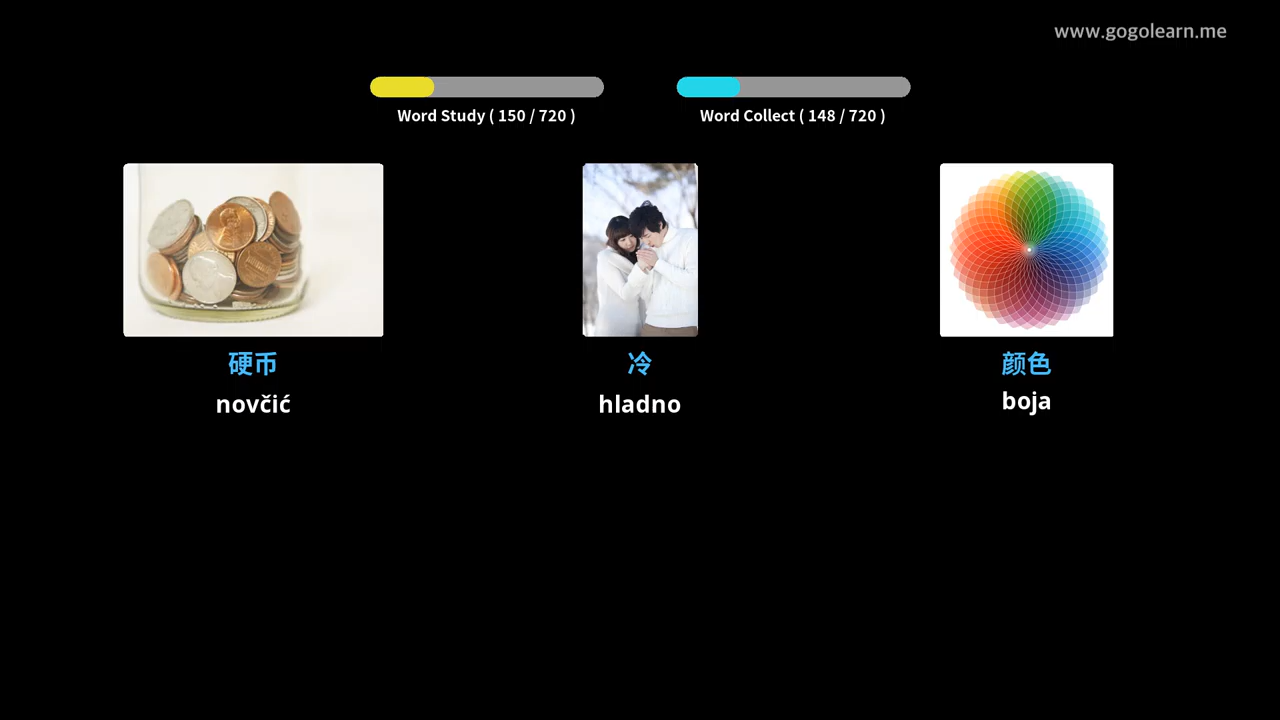 www.gogolearn.me
Word Study ( 150 / 720 )
Word Collect ( 148 / 720 )
硬币
冷
颜色
novčić
hladno
boja